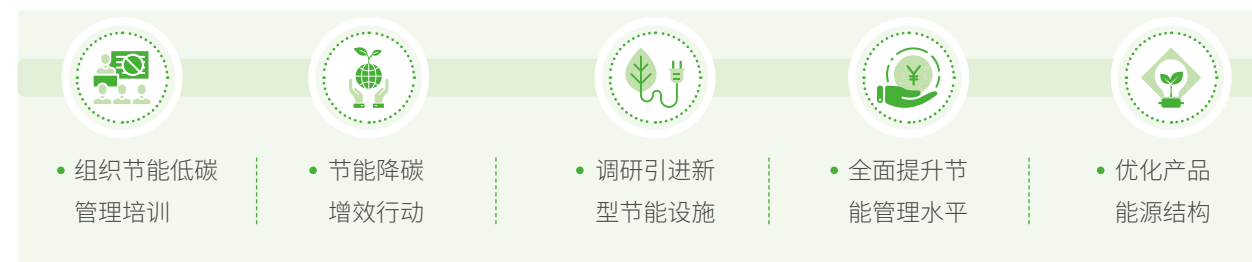 组织节能低碳
管理培训
节能降碳
增效行动
调研引进新
型节能设施
全面提升节
能管理水平
优化产品
能源结构